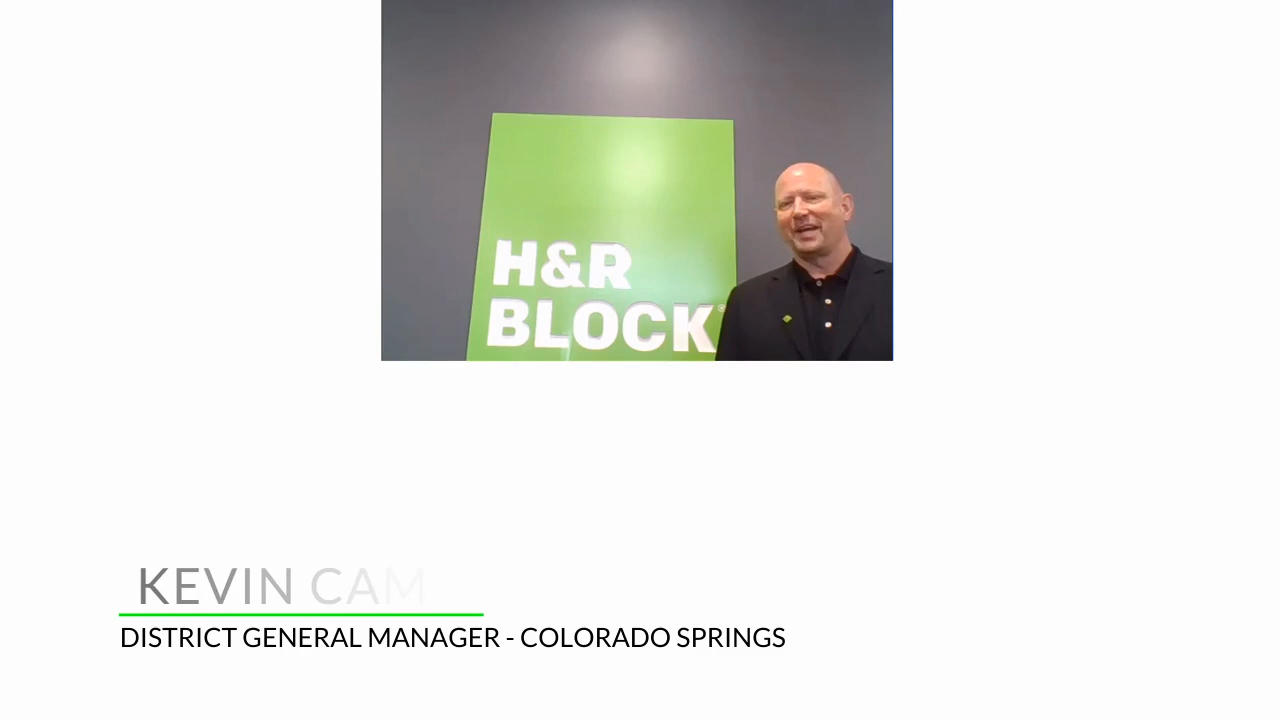 H&R
BLOCK
KEVIN CAM
DISTRICT GENERAL MANAGER - COLORADO SPRINGS